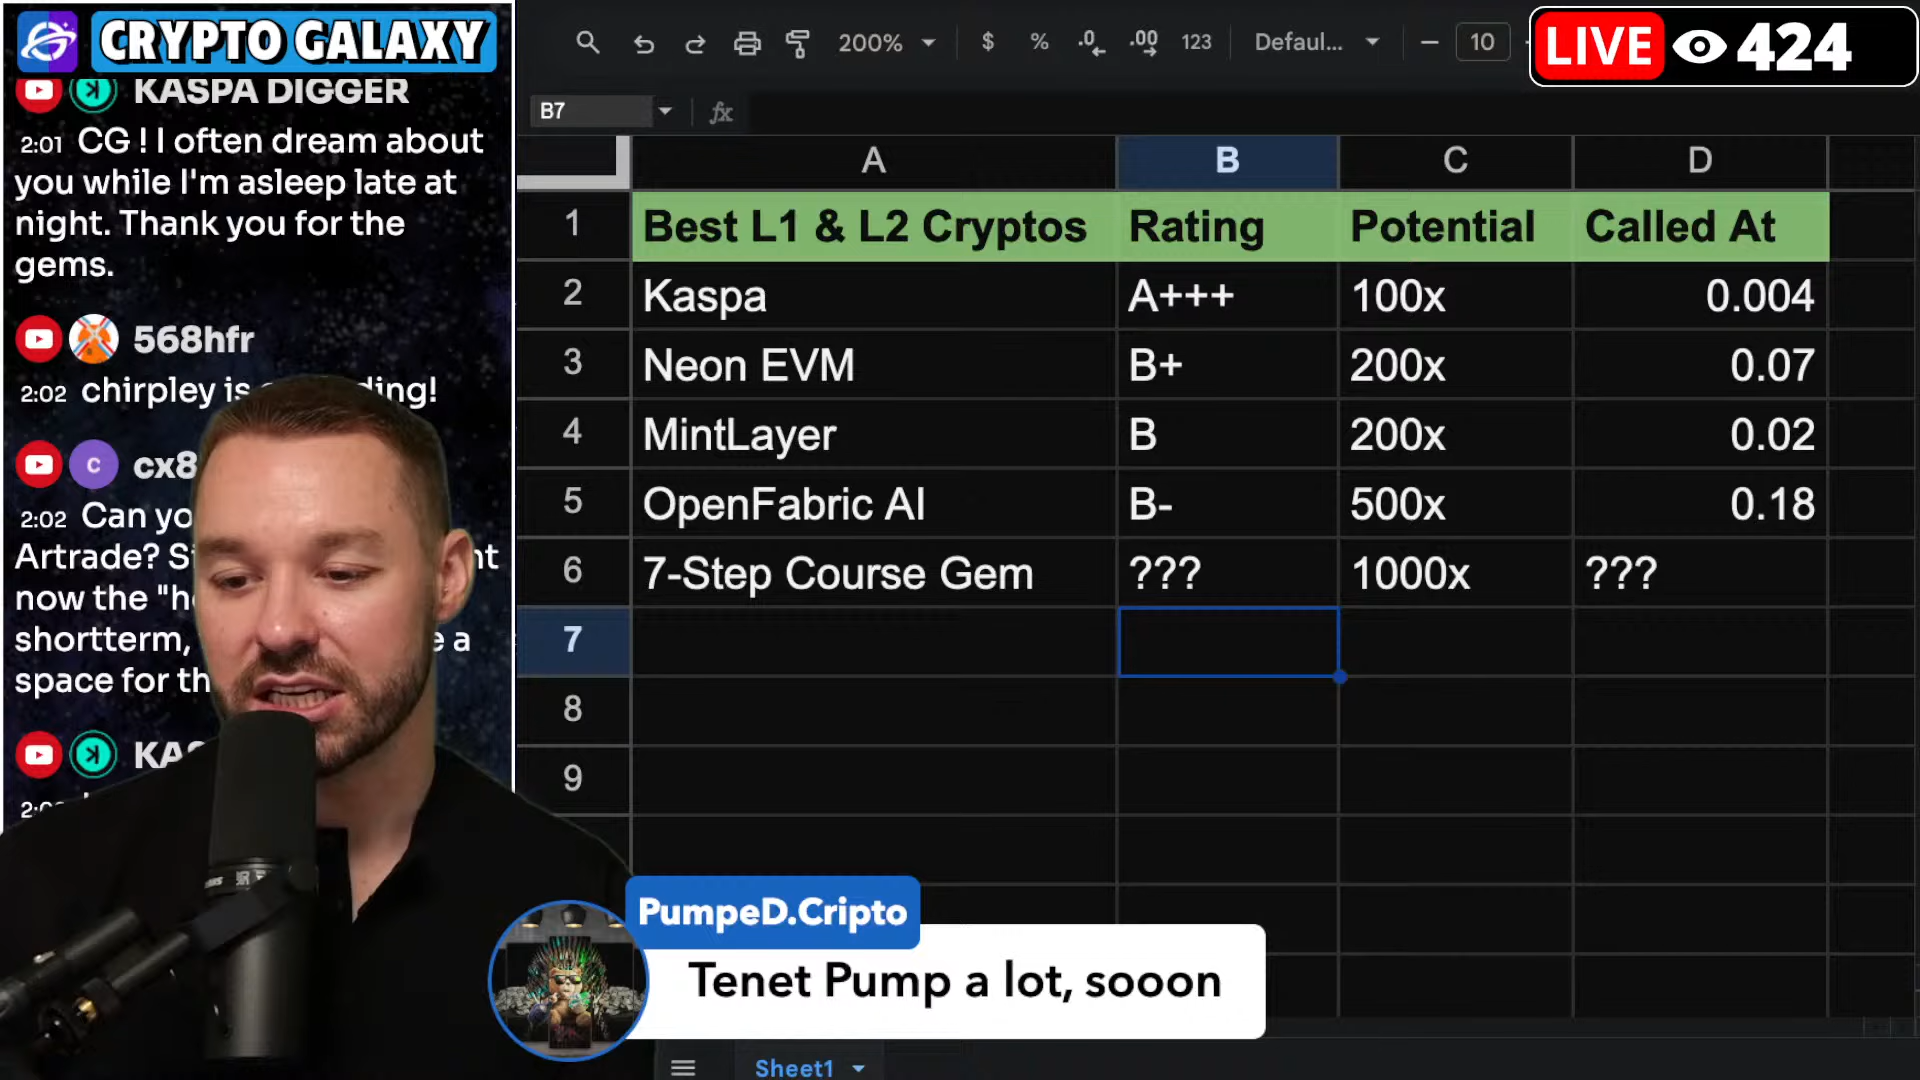 CRYPTO GALAXY
KASPA DIGGER
2:01 CG ! I often dream about
you while I'm asleep late at
night. Thank you for the
gems.
568hfr
2:02 chirpley is
cx8
2:02 Can
Artrade?
now the
shortterm, a
space for
LIVE 424
200% $ % .0 .00 123 Defaul... 10
B7 fx
A B C D
1 Best L1 & L2 Cryptos Rating Potential Called At
2 Kaspa A+++ 100x 0.004
3 Neon EVM B+ 200x 0.07
4 MintLayer B 200x 0.02
5 OpenFabric AI B- 500x 0.18
6 7-Step Course Gem ??? 1000x ???
7
8
9
PumpeD.Cripto
Tenet Pump a lot, sooon
Sheet1